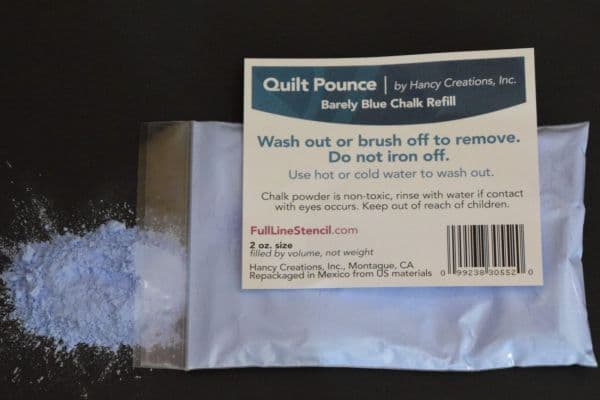 Quilt Pounce | by Hancy Creations, Inc.
Barely Blue Chalk Refill
Wash out or brush off to remove.
Do not iron off.
Use hot or cold water to wash out.
Chalk powder is non-toxic, rinse with water if contact
with eyes occurs. Keep out of reach of children.
FullLineStencil.com
2 oz. size
filled by volume, not weight
Hancy Creations, Inc., Montague, CA
Repackaged in Mexico from US materials
0 99238 30552 0